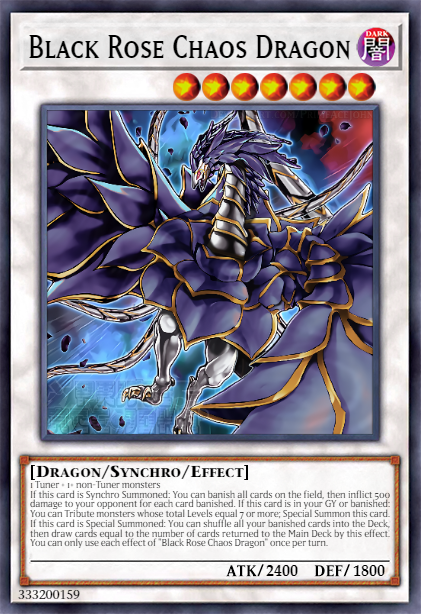 Black Rose Chaos Dragon
DARK
闇
[Dragon/Synchro/Effect]
1 Tuner + 1+ non-Tuner monsters
If this card is Synchro Summoned: You can banish all cards on the field, then inflict 500
damage to your opponent for each card banished. If this card is in your GY or banished:
You can Tribute monsters whose total Levels equal 7 or more; Special Summon this card.
If this card is Special Summoned: You can shuffle all your banished cards into the Deck,
then draw cards equal to the number of cards returned to the Main Deck by this effect.
You can only use each effect of "Black Rose Chaos Dragon" once per turn.
ATK/2400 DEF/1800
333200159